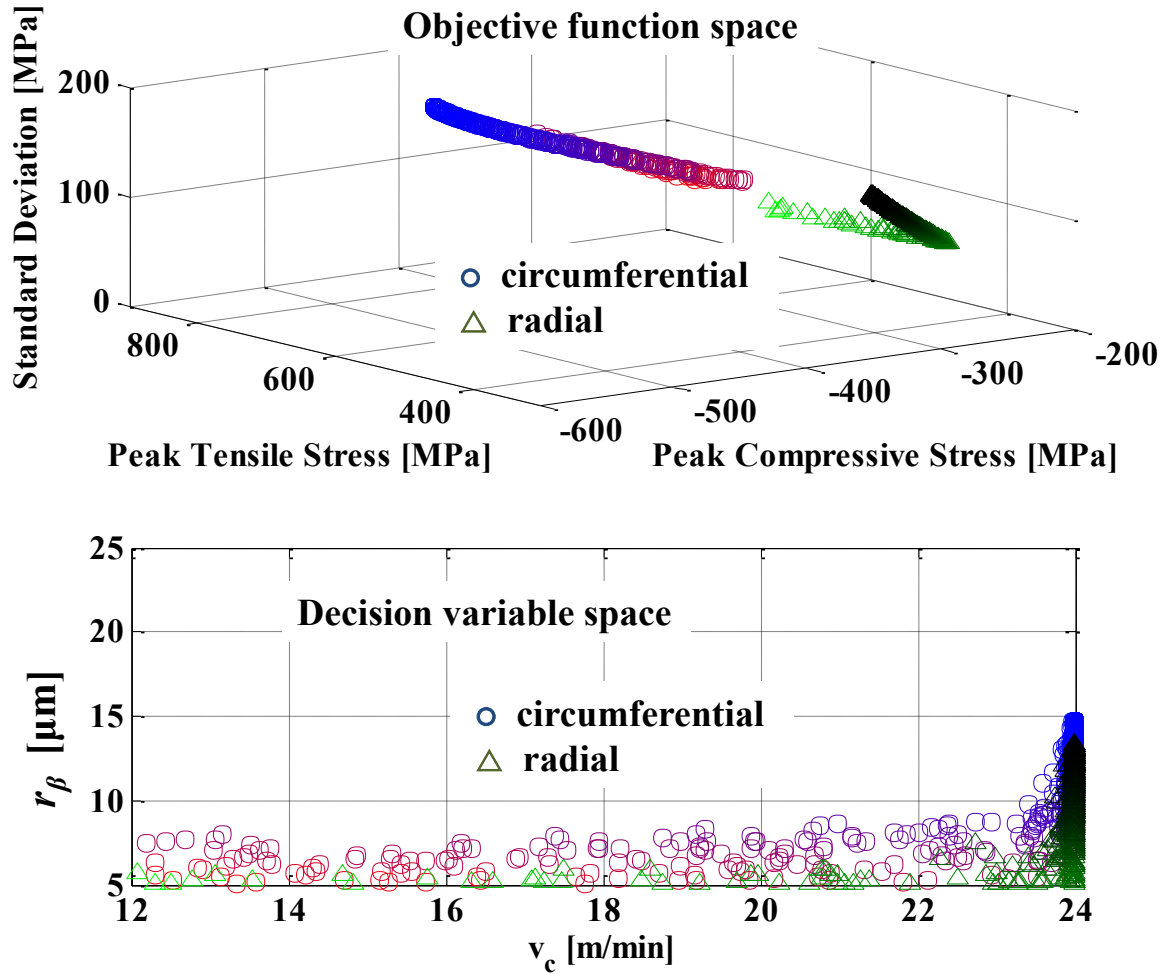 Objective function space
Standard Deviation [MPa]
200
100
0
circumferential
radial
800
600
400
-600
-500
-400
-300
-200
Peak Tensile Stress [MPa]
Peak Compressive Stress [MPa]
Decision variable space
r_β [μm]
25
20
15
10
5
circumferential
radial
12
14
16
18
20
22
24
v_c [m/min]